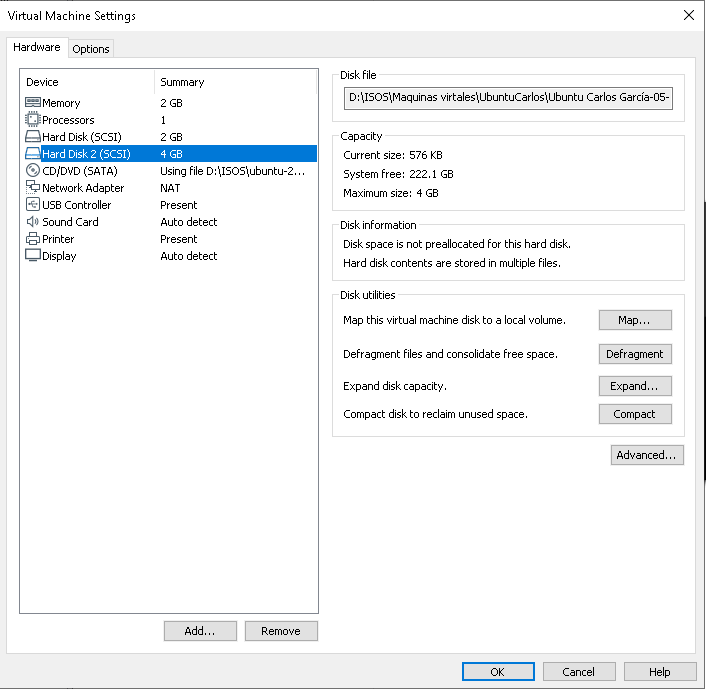 Virtual Machine Settings
Hardware Options
Device Summary
Memory 2 GB
Processors 1
Hard Disk (SCSI) 2 GB
Hard Disk 2 (SCSI) 4 GB
CD/DVD (SATA) Using file D:\ISOS\ubuntu-2...
Network Adapter NAT
USB Controller Present
Sound Card Auto detect
Printer Present
Display Auto detect
Add... Remove
Disk file
D:\ISOS\Maquinas virtales\UbuntuCarlos\Ubuntu Carlos García-05-
Capacity
Current size: 576 KB
System free: 222.1 GB
Maximum size: 4 GB
Disk information
Disk space is not preallocated for this hard disk.
Hard disk contents are stored in multiple files.
Disk utilities
Map this virtual machine disk to a local volume. Map...
Defragment files and consolidate free space. Defragment
Expand disk capacity. Expand...
Compact disk to reclaim unused space. Compact
Advanced...
OK Cancel Help